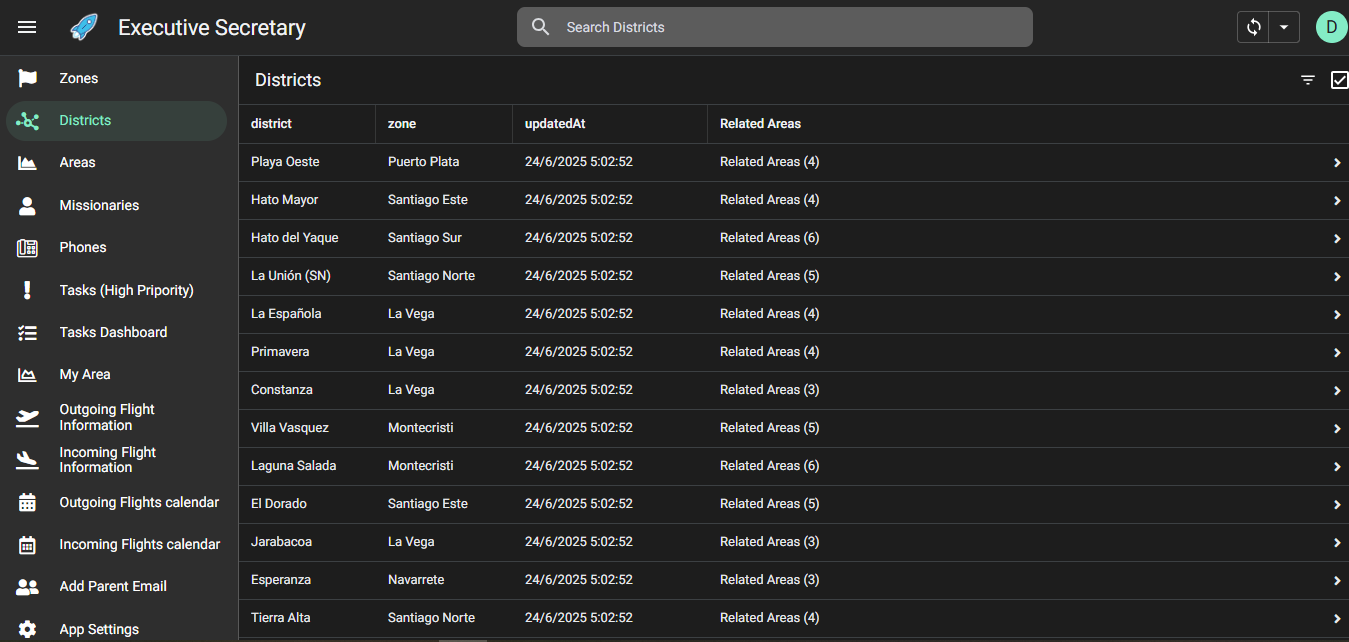 Executive Secretary
Search Districts
D
Zones
Districts
Areas
Missionaries
Phones
Tasks (High Pripority)
Tasks Dashboard
My Area
Outgoing Flight
Information
Incoming Flight
Information
Outgoing Flights calendar
Incoming Flights calendar
Add Parent Email
App Settings
Districts
district zone updatedAt Related Areas
Playa Oeste Puerto Plata 24/6/2025 5:02:52 Related Areas (4)
Hato Mayor Santiago Este 24/6/2025 5:02:52 Related Areas (4)
Hato del Yaque Santiago Sur 24/6/2025 5:02:52 Related Areas (6)
La Unión (SN) Santiago Norte 24/6/2025 5:02:52 Related Areas (5)
La Española La Vega 24/6/2025 5:02:52 Related Areas (4)
Primavera La Vega 24/6/2025 5:02:52 Related Areas (4)
Constanza La Vega 24/6/2025 5:02:52 Related Areas (3)
Villa Vasquez Montecristi 24/6/2025 5:02:52 Related Areas (5)
Laguna Salada Montecristi 24/6/2025 5:02:52 Related Areas (6)
El Dorado Santiago Este 24/6/2025 5:02:52 Related Areas (5)
Jarabacoa La Vega 24/6/2025 5:02:52 Related Areas (3)
Esperanza Navarrete 24/6/2025 5:02:52 Related Areas (3)
Tierra Alta Santiago Norte 24/6/2025 5:02:52 Related Areas (4)